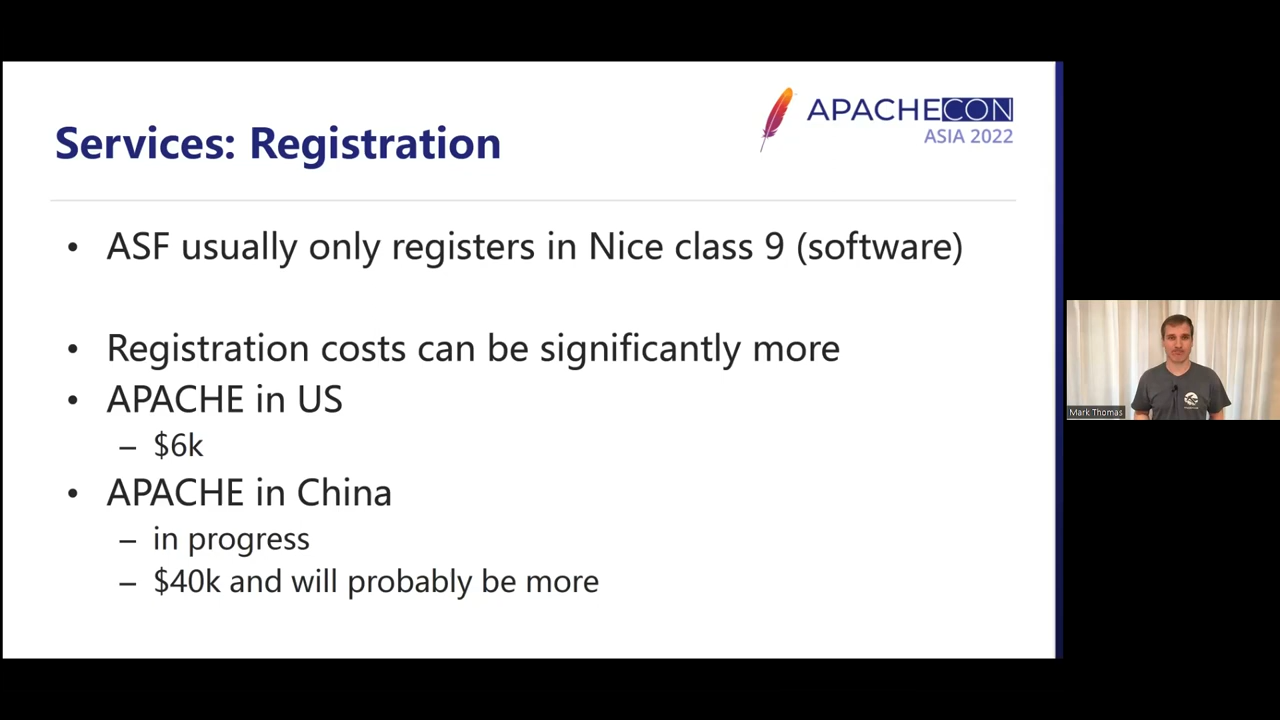 APACHECON
ASIA 2022
Services: Registration
• ASF usually only registers in Nice class 9 (software)
• Registration costs can be significantly more
• APACHE in US
– $6k
• APACHE in China
– in progress
– $40k and will probably be more
Mark Thomas